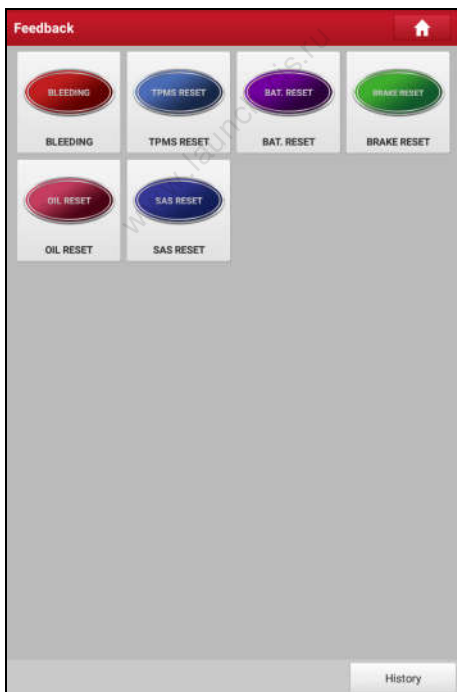 Feedback
BLEEDING
TPMS RESET
BAT. RESET
BRAKE RESET
BLEEDING
TPMS RESET
BAT. RESET
BRAKE RESET
OIL RESET
SAS RESET
OIL RESET
SAS RESET
History